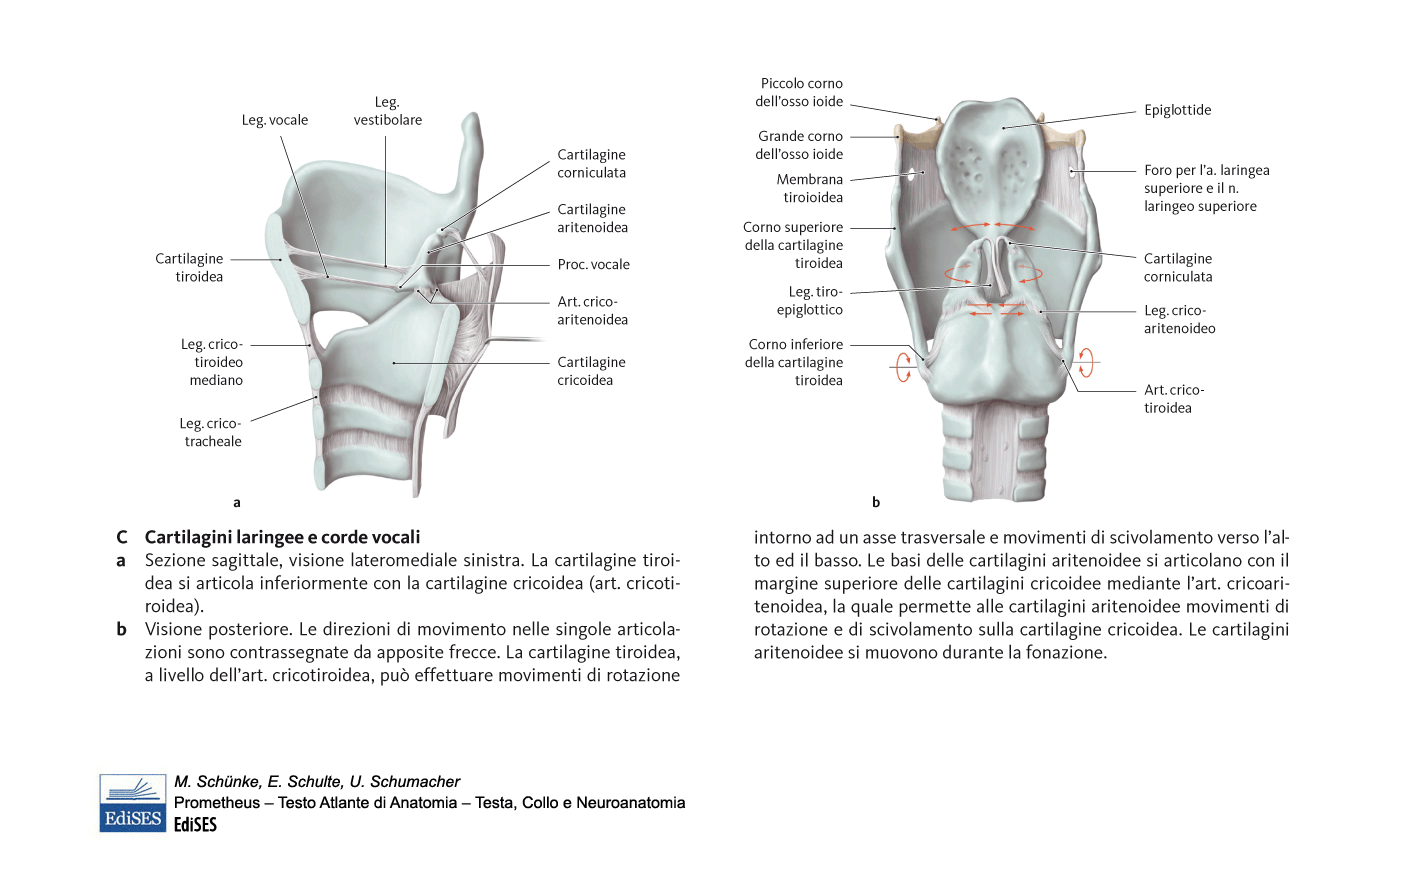 Leg. vocale
Leg.
vestibolare
Cartilagine
corniculata
Cartilagine
aritenoidea
Proc. vocale
Art. crico-
aritenoidea
Cartilagine
cricoidea
Cartilagine
tiroidea
Leg. crico-
tiroideo
mediano
Leg. crico-
tracheale
a
Piccolo corno
dell'osso ioide
Grande corno
dell'osso ioide
Membrana
tiroioidea
Corno superiore
della cartilagine
tiroidea
Leg. tiro-
epiglottico
Corno inferiore
della cartilagine
tiroidea
Epiglottide
Foro per l'a. laringea
superiore e il n.
laringeo superiore
Cartilagine
corniculata
Leg. crico-
aritenoideo
Art. crico-
tiroidea
b
C Cartilagini laringee e corde vocali
a Sezione sagittale, visione lateromediale sinistra. La cartilagine tiroi-
dea si articola inferiormente con la cartilagine cricoidea (art. cricoti-
roidea).
b Visione posteriore. Le direzioni di movimento nelle singole articola-
zioni sono contrassegnate da apposite frecce. La cartilagine tiroidea,
a livello dell'art. cricotiroidea, può effettuare movimenti di rotazione
intorno ad un asse trasversale e movimenti di scivolamento verso l'al-
to ed il basso. Le basi delle cartilagini aritenoidee si articolano con il
margine superiore delle cartilagini cricoidee mediante l'art. cricoari-
tenoidea, la quale permette alle cartilagini aritenoidee movimenti di
rotazione e di scivolamento sulla cartilagine cricoidea. Le cartilagini
aritenoidee si muovono durante la fonazione.
EdiSES
M. Schünke, E. Schulte, U. Schumacher
Prometheus – Testo Atlante di Anatomia – Testa, Collo e Neuroanatomia
EdiSES